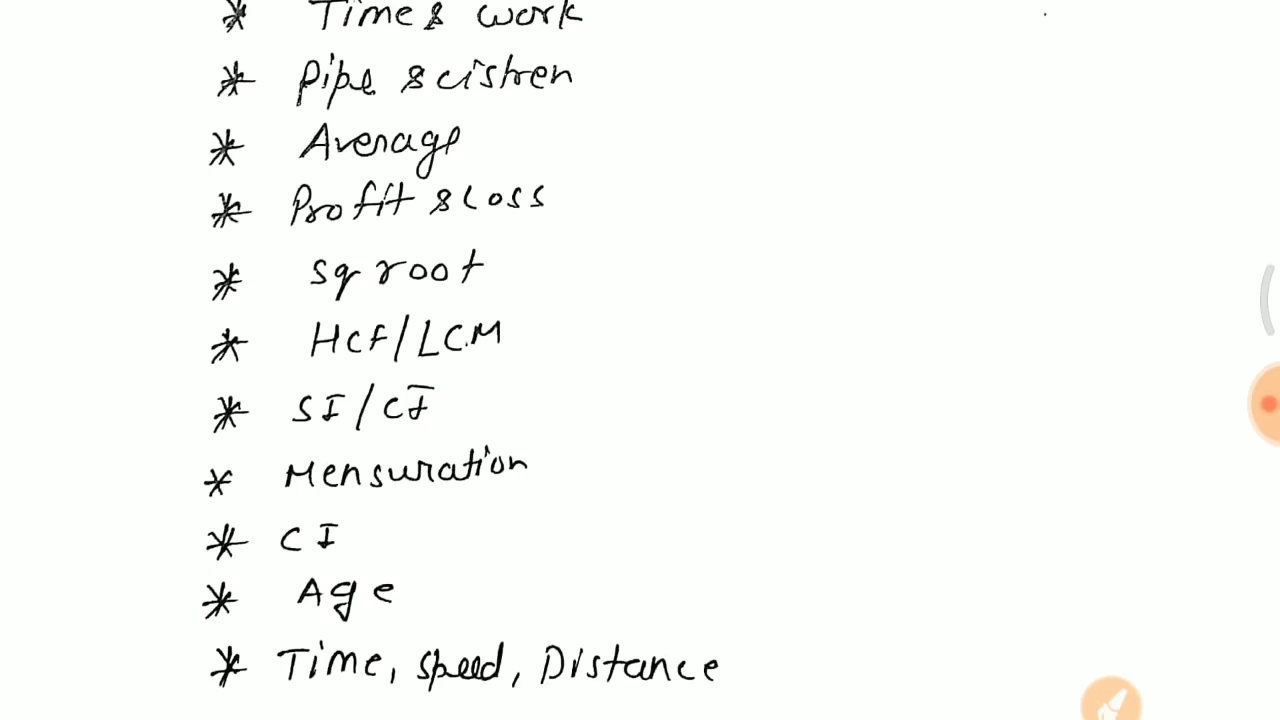 * Time & work
* Pipe & cistren
* Average
* Profit & Loss
* Sq root
* HCF/LCM
* SI/CI
* Mensuration
* CI
* Age
* Time, speed, Distance